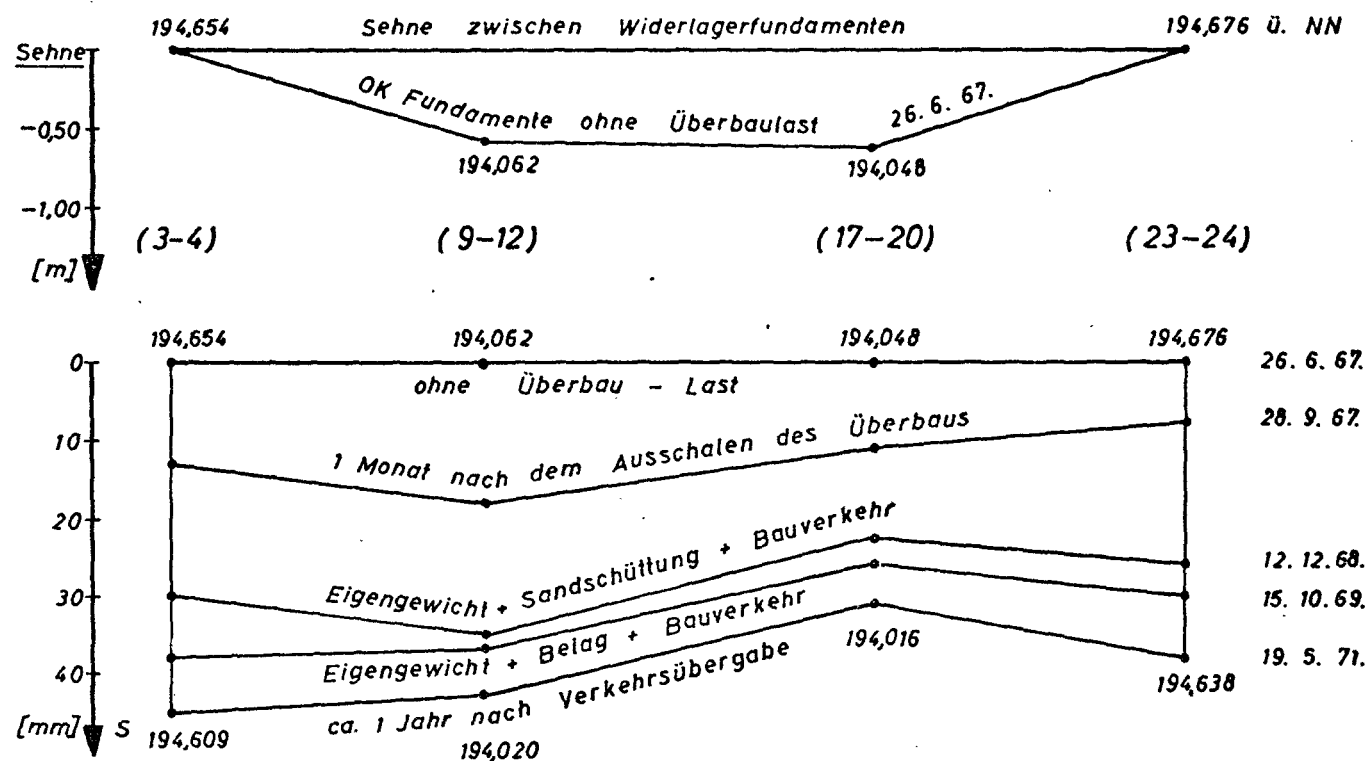 194,654 Sehne zwischen Widerlagerfundamenten 194,676 ü. NN
Sehne
OK Fundamente ohne Überbaulast 26. 6. 67.
-0,50
194,062 194,048
-1,00
(3-4) (9-12) (17-20) (23-24)
[m]
194,654 194,062 194,048 194,676
0 26. 6. 67.
ohne Überbau - Last
28. 9. 67.
10 1 Monat nach dem Ausschalen des Überbaus
20
Eigengewicht + Sandschüttung + Bauverkehr 12. 12. 68.
30 15. 10. 69.
Eigengewicht + Belag + Bauverkehr
194,016
40 19. 5. 71.
ca. 1 Jahr nach Verkehrsübergabe 194,638
[mm] S 194,609
194,020